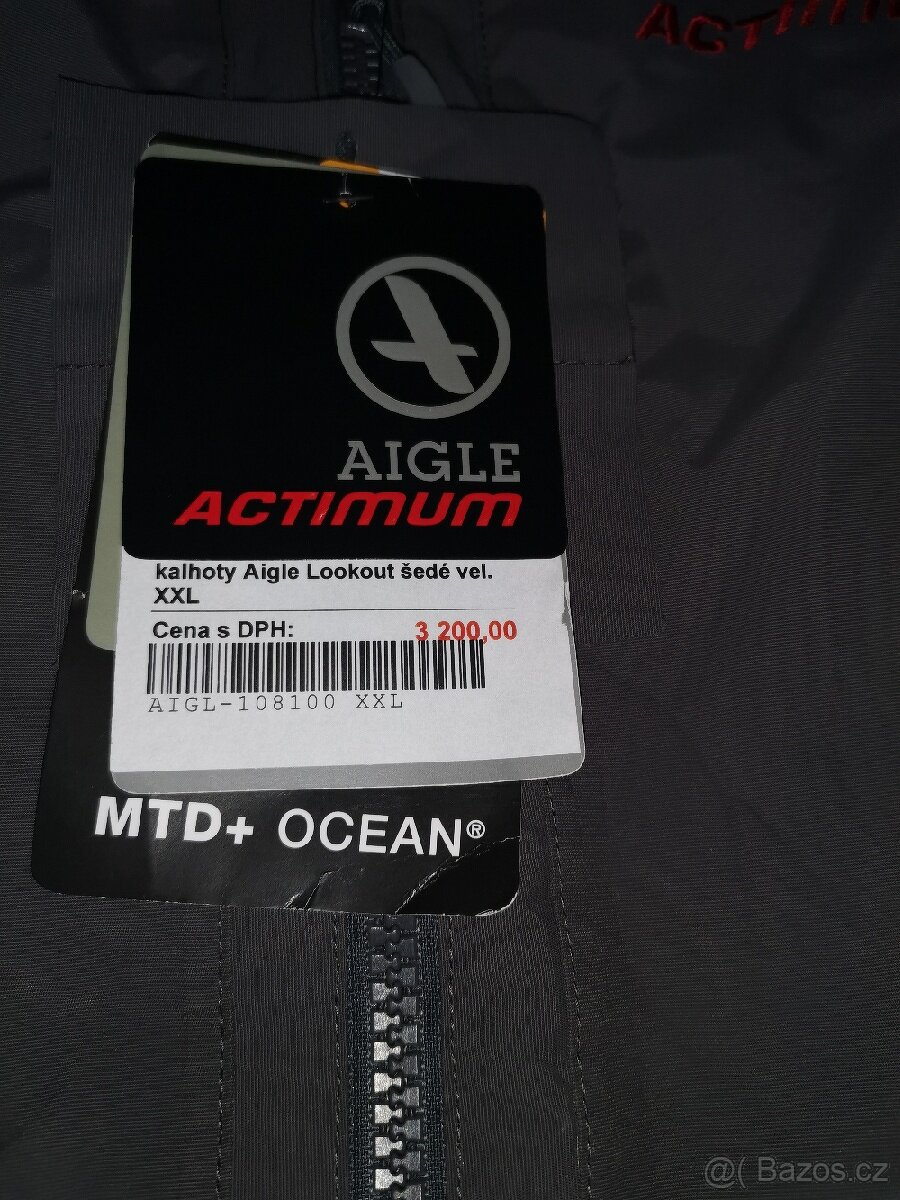 ACTIMU
AIGLE
ACTIMUM
kalhoty Aigle Lookout šedé vel.
XXL
Cena s DPH: 3 200,00
AIGL-108100 XXL
MTD+ OCEAN®
@( Bazos.cz